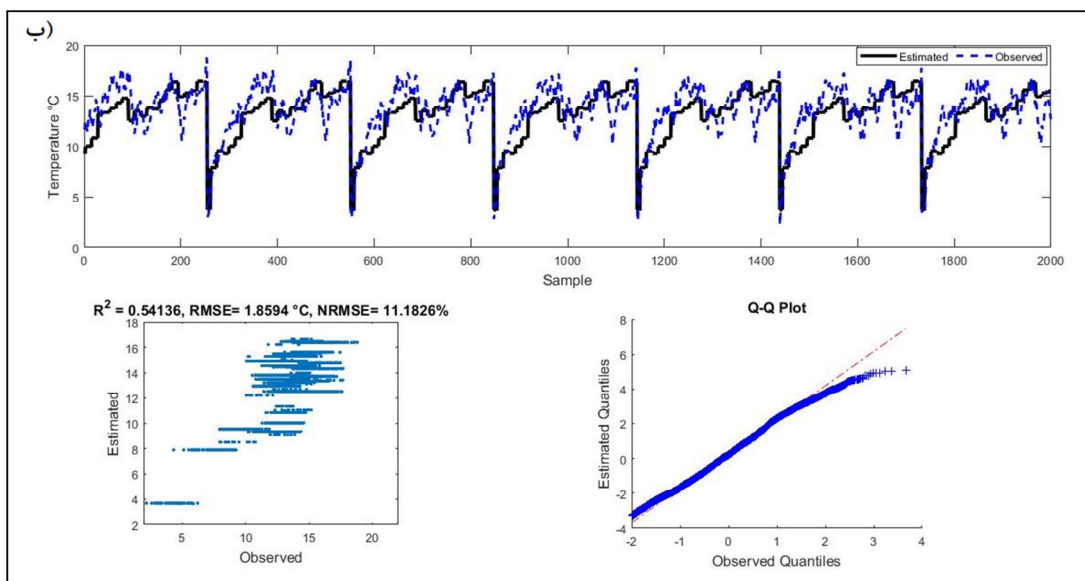 ب)
20
15
10
5
0
Temperature °C
Estimated
Observed
0 200 400 600 800 1000 1200 1400 1600 1800 2000
Sample
R² = 0.54136, RMSE= 1.8594 °C, NRMSE= 11.1826%
18
16
14
12
10
8
6
4
2
Estimated
5 10 15 20
Observed
Q-Q Plot
8
6
4
2
0
-2
-4
Estimated Quantiles
-2 -1 0 1 2 3 4
Observed Quantiles